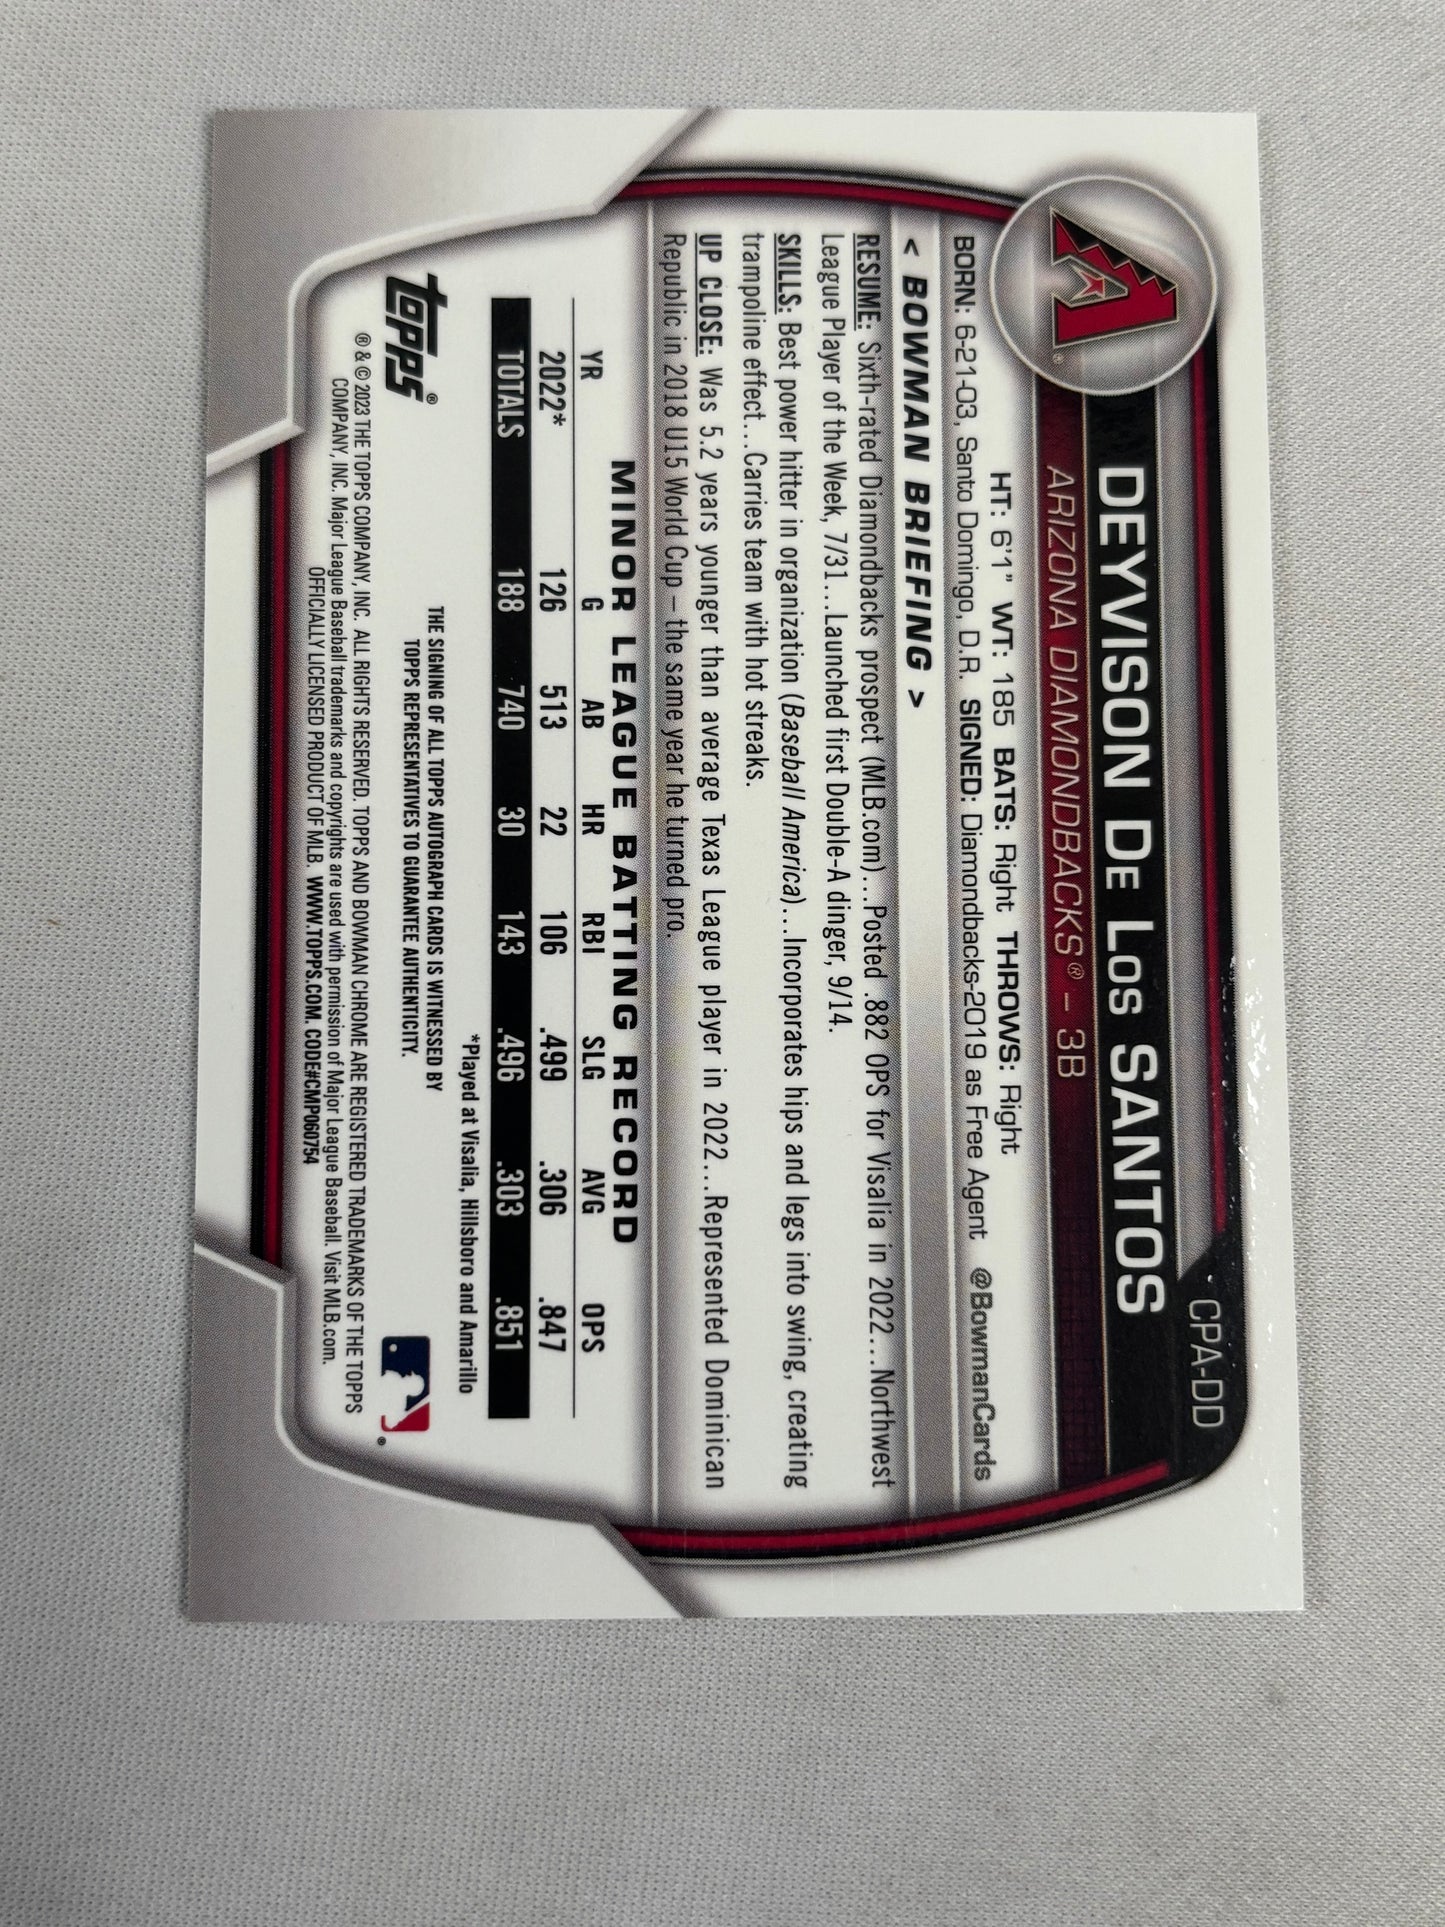 CPA-DD
DEYVISON DE LOS SANTOS
ARIZONA DIAMONDBACKS® – 3B
HT: 6'1" WT: 185 BATS: Right THROWS: Right
BORN: 6-21-03, Santo Domingo, D.R. SIGNED: Diamondbacks-2019 as Free Agent @BowmanCards
< BOWMAN BRIEFING >
RESUME: Sixth-rated Diamondbacks prospect (MLB.com)...Posted .882 OPS for Visalia in 2022...Northwest
League Player of the Week, 7/31...Launched first Double-A dinger, 9/14.
SKILLS: Best power hitter in organization (Baseball America)...Incorporates hips and legs into swing, creating
trampoline effect...Carries team with hot streaks.
UP CLOSE: Was 5.2 years younger than average Texas League player in 2022...Represented Dominican
Republic in 2018 U15 World Cup – the same year he turned pro.
MINOR LEAGUE BATTING RECORD
YR G AB HR RBI SLG AVG OPS
2022* 126 513 22 106 .499 .306 .847
TOTALS 188 740 30 143 .496 .303 .851
*Played at Visalia, Hillsboro and Amarillo
THE SIGNING OF ALL TOPPS AUTOGRAPH CARDS IS WITNESSED BY
TOPPS REPRESENTATIVES TO GUARANTEE AUTHENTICITY.
topps®
® & © 2023 THE TOPPS COMPANY, INC. ALL RIGHTS RESERVED. TOPPS AND BOWMAN CHROME ARE REGISTERED TRADEMARKS OF THE TOPPS
COMPANY, INC. Major League Baseball trademarks and copyrights are used with permission of Major League Baseball. Visit MLB.com.
OFFICIALLY LICENSED PRODUCT OF MLB. WWW.TOPPS.COM. CODE#CMP060754